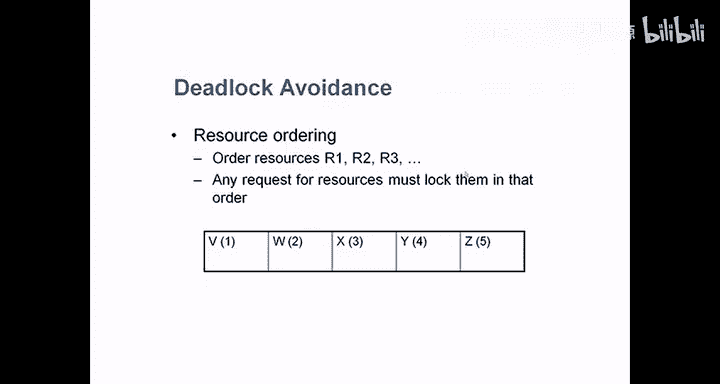 bilibili
Deadlock Avoidance
• Resource ordering
– Order resources R1, R2, R3, …
– Any request for resources must lock them in that
order
V (1) W (2) X (3) Y (4) Z (5)